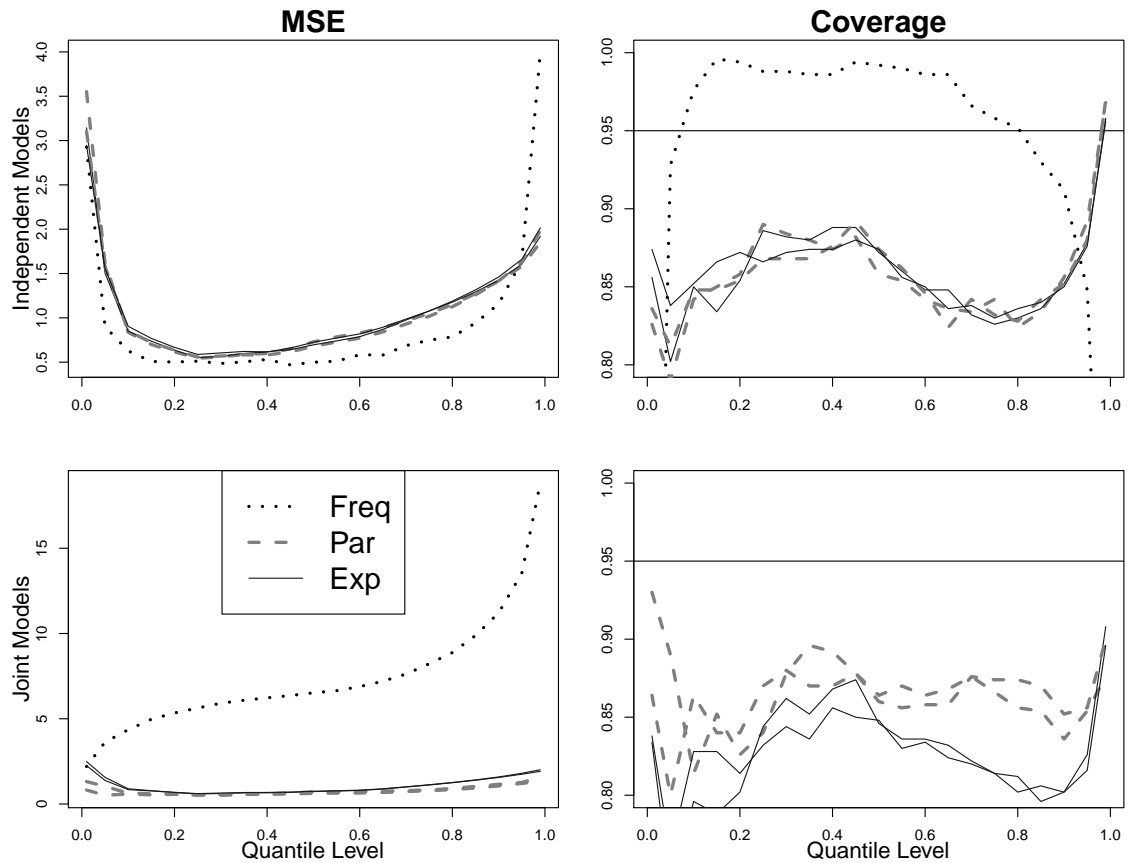 MSE
Coverage
Independent Models
4.0
3.5
3.0
2.5
2.0
1.5
1.0
0.5
0.0 0.2 0.4 0.6 0.8 1.0
1.00
0.95
0.90
0.85
0.80
0.0 0.2 0.4 0.6 0.8 1.0
Joint Models
15
10
5
0
Freq
Par
Exp
0.0 0.2 0.4 0.6 0.8 1.0
Quantile Level
1.00
0.95
0.90
0.85
0.80
0.0 0.2 0.4 0.6 0.8 1.0
Quantile Level